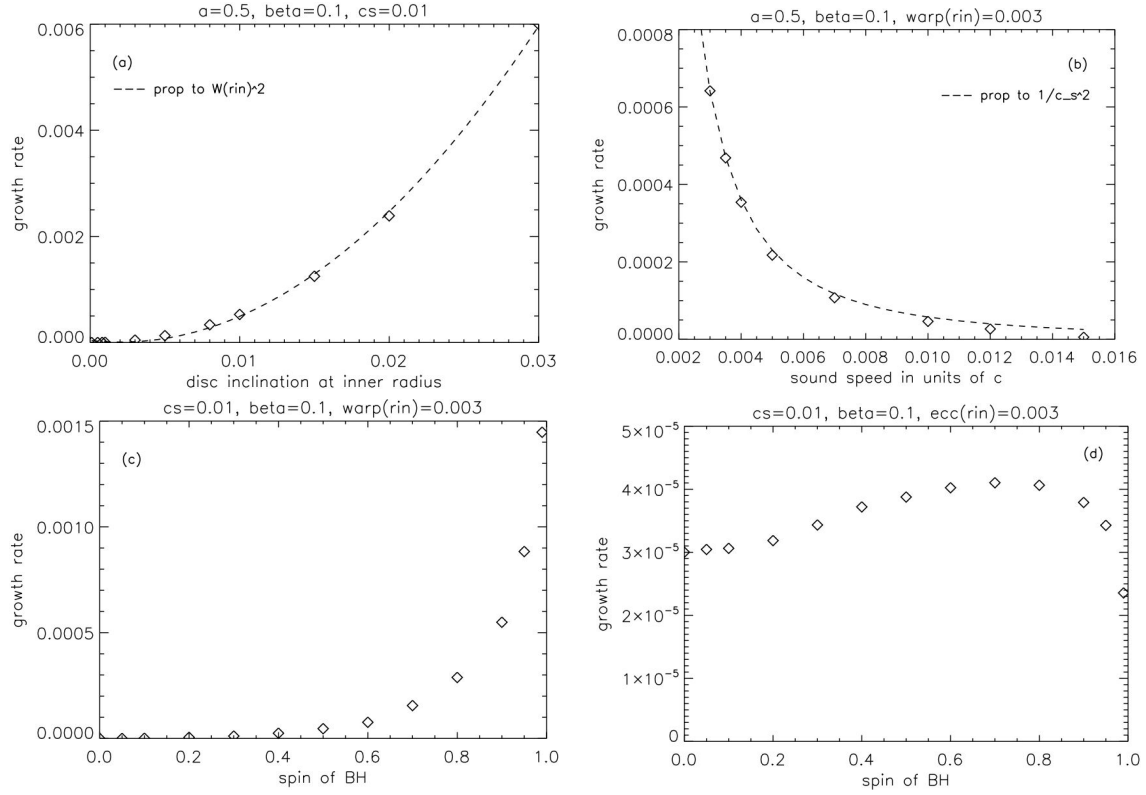 a=0.5, beta=0.1, cs=0.01
0.006
0.004
0.002
0.000
growth rate
(a)
prop to W(rin)^2
0.00 0.01 0.02 0.03
disc inclination at inner radius
a=0.5, beta=0.1, warp(rin)=0.003
0.0008
0.0006
0.0004
0.0002
0.0000
growth rate
(b)
prop to 1/c_s^2
0.002 0.004 0.006 0.008 0.010 0.012 0.014 0.016
sound speed in units of c
cs=0.01, beta=0.1, warp(rin)=0.003
0.0015
0.0010
0.0005
0.0000
growth rate
(c)
0.0 0.2 0.4 0.6 0.8 1.0
spin of BH
cs=0.01, beta=0.1, ecc(rin)=0.003
5×10⁻⁵
4×10⁻⁵
3×10⁻⁵
2×10⁻⁵
1×10⁻⁵
0
growth rate
(d)
0.0 0.2 0.4 0.6 0.8 1.0
spin of BH